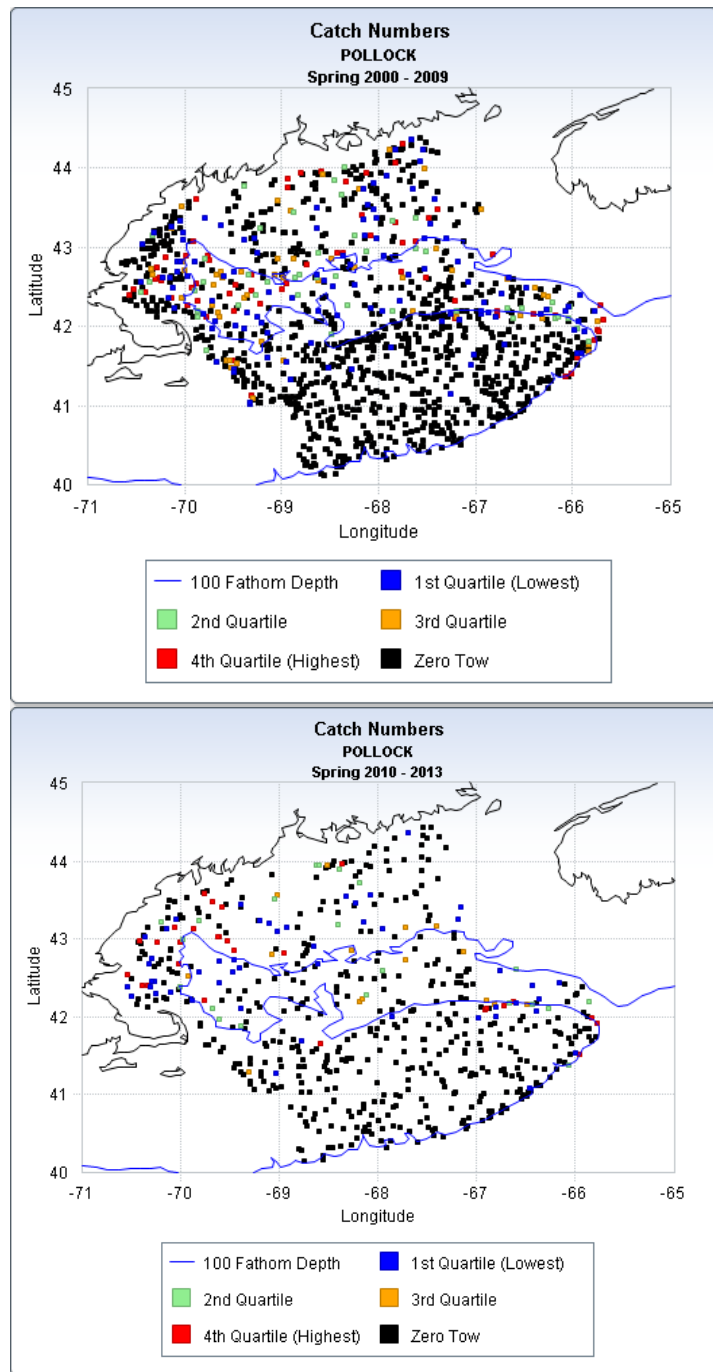 Catch Numbers
POLLOCK
Spring 2000 - 2009
45
44
43
42
41
40
Latitude
-71 -70 -69 -68 -67 -66 -65
Longitude
100 Fathom Depth 1st Quartile (Lowest)
2nd Quartile 3rd Quartile
4th Quartile (Highest) Zero Tow
Catch Numbers
POLLOCK
Spring 2010 - 2013
45
44
43
42
41
40
Latitude
-71 -70 -69 -68 -67 -66 -65
Longitude
100 Fathom Depth 1st Quartile (Lowest)
2nd Quartile 3rd Quartile
4th Quartile (Highest) Zero Tow